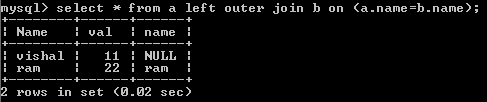 mysql> select * from a left outer join b on (a.name=b.name);
+--------+------+------+
| Name   | val  | name |
+--------+------+------+
| vishal |   11 | NULL |
| ram    |   22 | ram  |
+--------+------+------+
2 rows in set (0.02 sec)